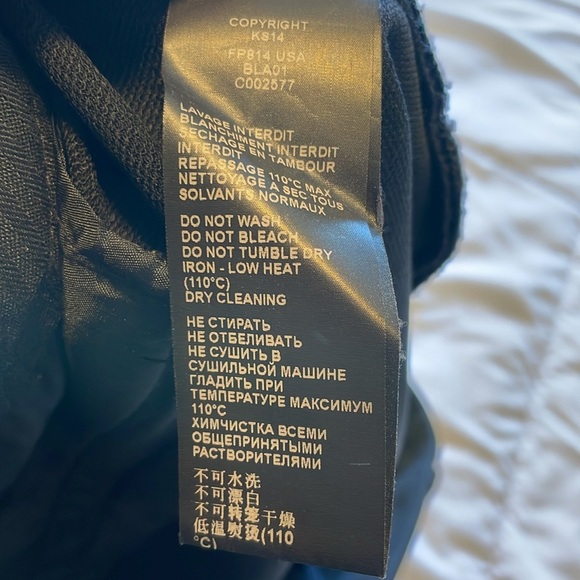 COPYRIGHT
KS14
FP814 USA
BLA01
C002577
LAVAGE INTERDIT
BLANCHIMENT INTERDIT
SECHAGE EN TAMBOUR
INTERDIT
REPASSAGE 110°C MAX
NETTOYAGE A SEC TOUS
SOLVANTS NORMAUX
DO NOT WASH
DO NOT BLEACH
DO NOT TUMBLE DRY
IRON - LOW HEAT
(110°C)
DRY CLEANING
НЕ СТИРАТЬ
НЕ ОТБЕЛИВАТЬ
НЕ СУШИТЬ В
СУШИЛЬНОЙ МАШИНЕ
ГЛАДИТЬ ПРИ
ТЕМПЕРАТУРЕ МАКСИМУМ
110°C
ХИМЧИСТКА ВСЕМИ
ОБЩЕПРИНЯТЫМИ
РАСТВОРИТЕЛЯМИ
不可水洗
不可漂白
不可转笼干燥
低温熨烫(110
°C)